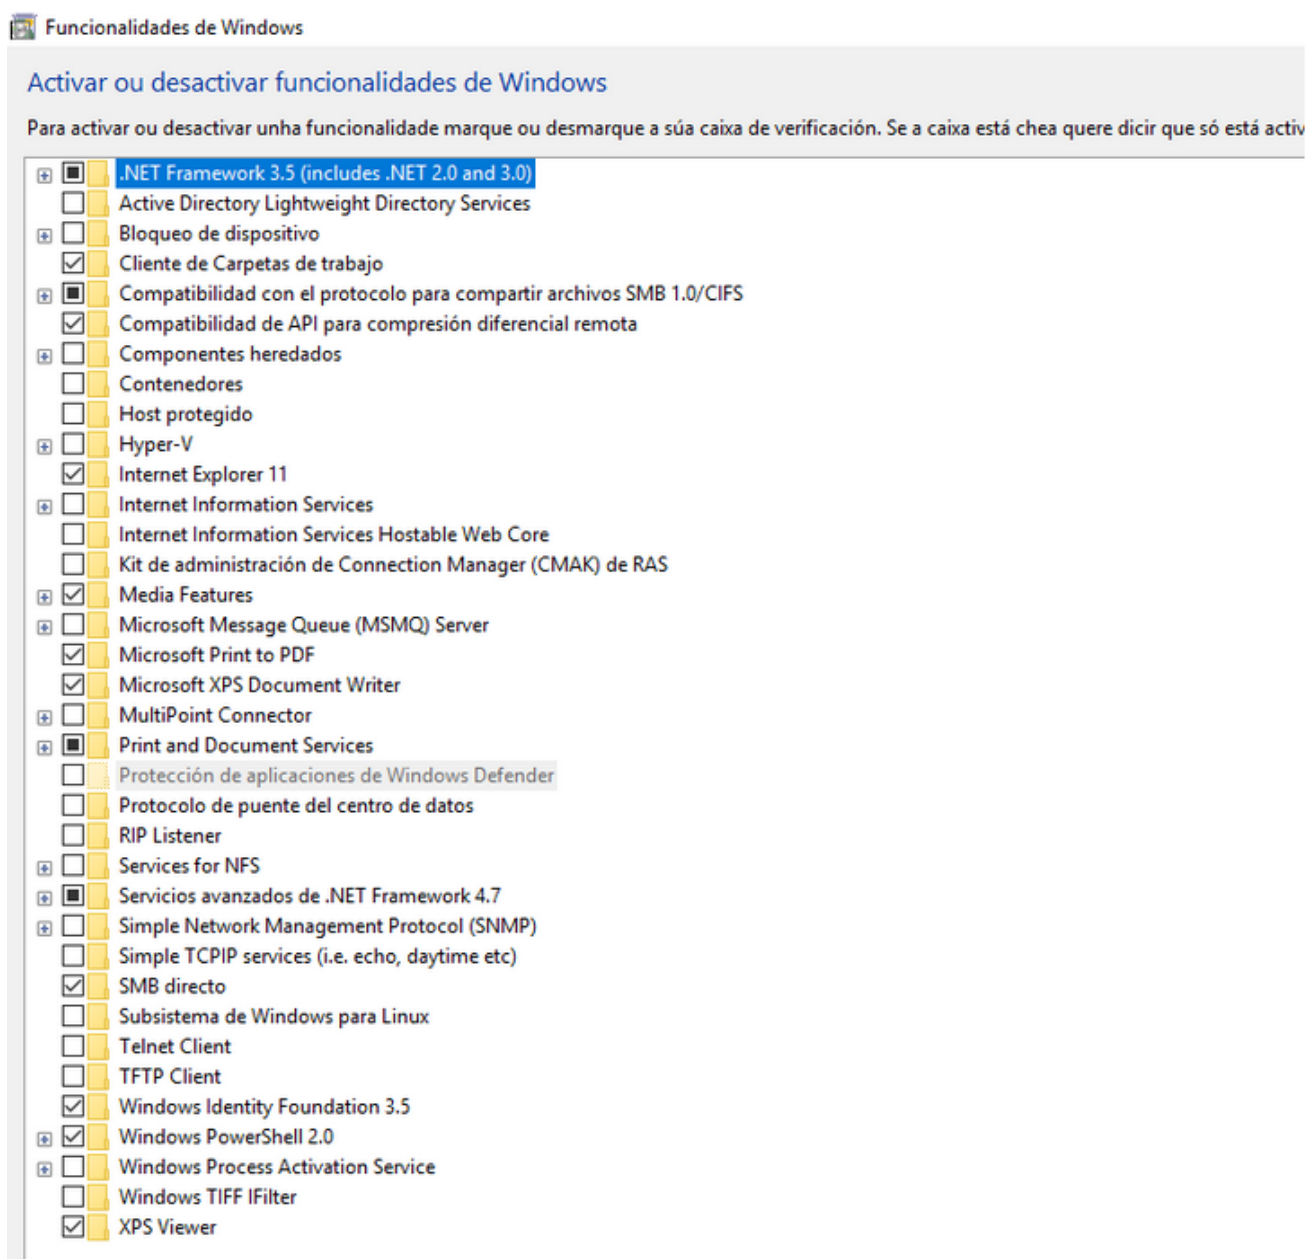 Funcionalidades de Windows
Activar ou desactivar funcionalidades de Windows
Para activar ou desactivar unha funcionalidade marque ou desmarque a súa caixa de verificación. Se a caixa está chea quere dicir que só está activ
.NET Framework 3.5 (includes .NET 2.0 and 3.0)
Active Directory Lightweight Directory Services
Bloqueo de dispositivo
Cliente de Carpetas de trabajo
Compatibilidad con el protocolo para compartir archivos SMB 1.0/CIFS
Compatibilidad de API para compresión diferencial remota
Componentes heredados
Contenedores
Host protegido
Hyper-V
Internet Explorer 11
Internet Information Services
Internet Information Services Hostable Web Core
Kit de administración de Connection Manager (CMAK) de RAS
Media Features
Microsoft Message Queue (MSMQ) Server
Microsoft Print to PDF
Microsoft XPS Document Writer
MultiPoint Connector
Print and Document Services
Protección de aplicaciones de Windows Defender
Protocolo de puente del centro de datos
RIP Listener
Services for NFS
Servicios avanzados de .NET Framework 4.7
Simple Network Management Protocol (SNMP)
Simple TCPIP services (i.e. echo, daytime etc)
SMB directo
Subsistema de Windows para Linux
Telnet Client
TFTP Client
Windows Identity Foundation 3.5
Windows PowerShell 2.0
Windows Process Activation Service
Windows TIFF IFilter
XPS Viewer